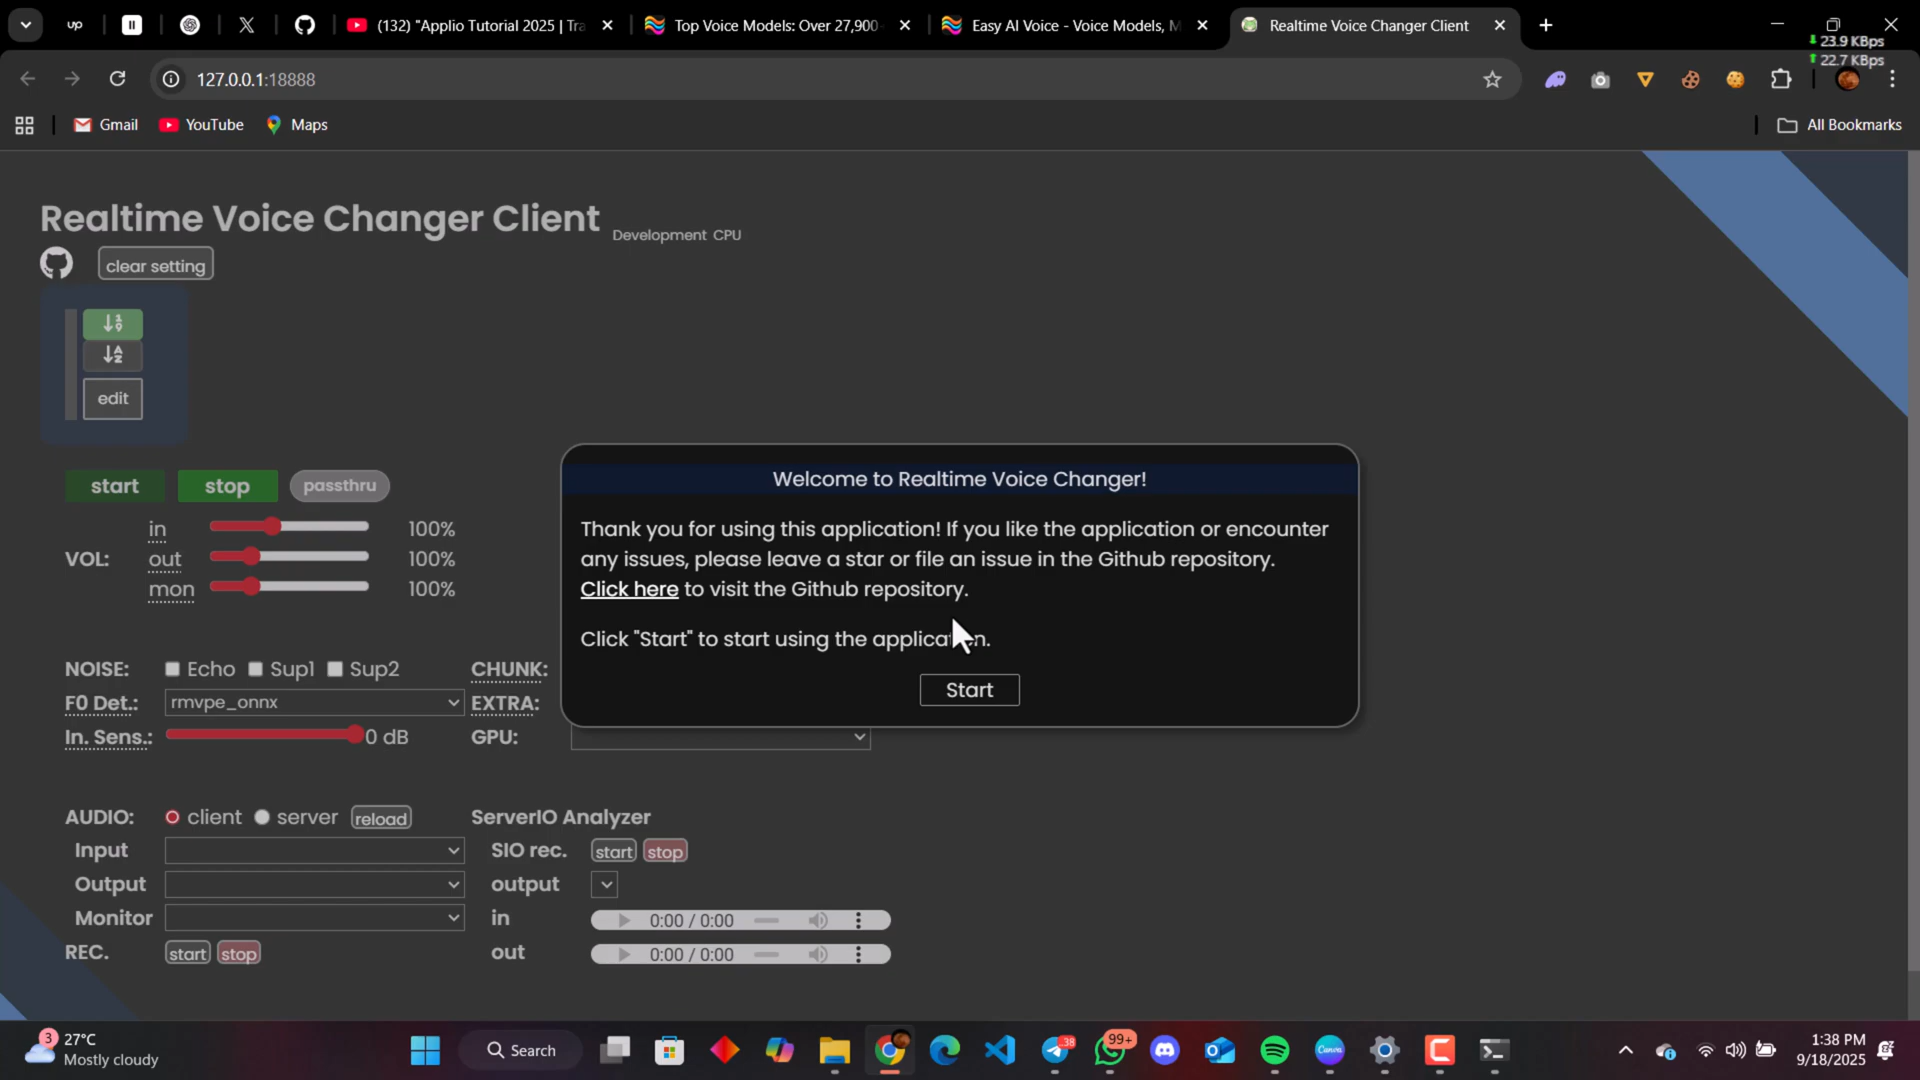 up
(132) "Applio Tutorial 2025 | Tra
Top Voice Models: Over 27,900
Easy AI Voice - Voice Models, M
Realtime Voice Changer Client
23.9 KBps
22.7 KBps
127.0.0.1:18888
Gmail
YouTube
Maps
All Bookmarks
Realtime Voice Changer Client
Development CPU
clear setting
edit
start
stop
passthru
VOL:
in
100%
out
100%
mon
100%
Welcome to Realtime Voice Changer!
Thank you for using this application! If you like the application or encounter
any issues, please leave a star or file an issue in the Github repository.
Click here to visit the Github repository.
Click "Start" to start using the application.
Start
NOISE:
Echo
Sup1
Sup2
CHUNK:
F0 Det.:
rmvpe_onnx
EXTRA:
In. Sens.:
0 dB
GPU:
AUDIO:
client
server
reload
ServerIO Analyzer
Input
SIO rec.
start
stop
Output
output
Monitor
in
0:00 / 0:00
REC.
start
stop
out
0:00 / 0:00
3
27°C
Mostly cloudy
Search
38
99+
Canva
1:38 PM
9/18/2025